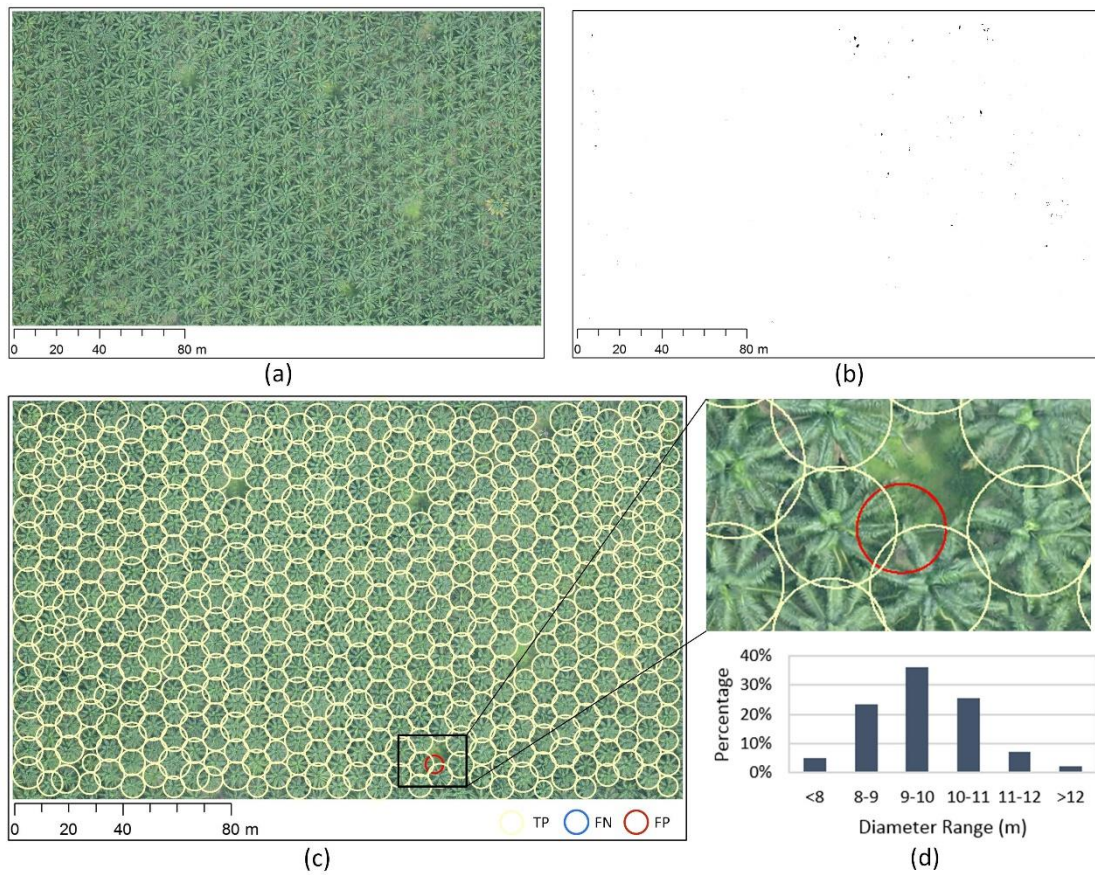 0 20 40 80 m
(a)
0 20 40 80 m
(b)
0 20 40 80 m
TP FN FP
(c)
40%
30%
20%
10%
0%
Percentage
<8 8-9 9-10 10-11 11-12 >12
Diameter Range (m)
(d)